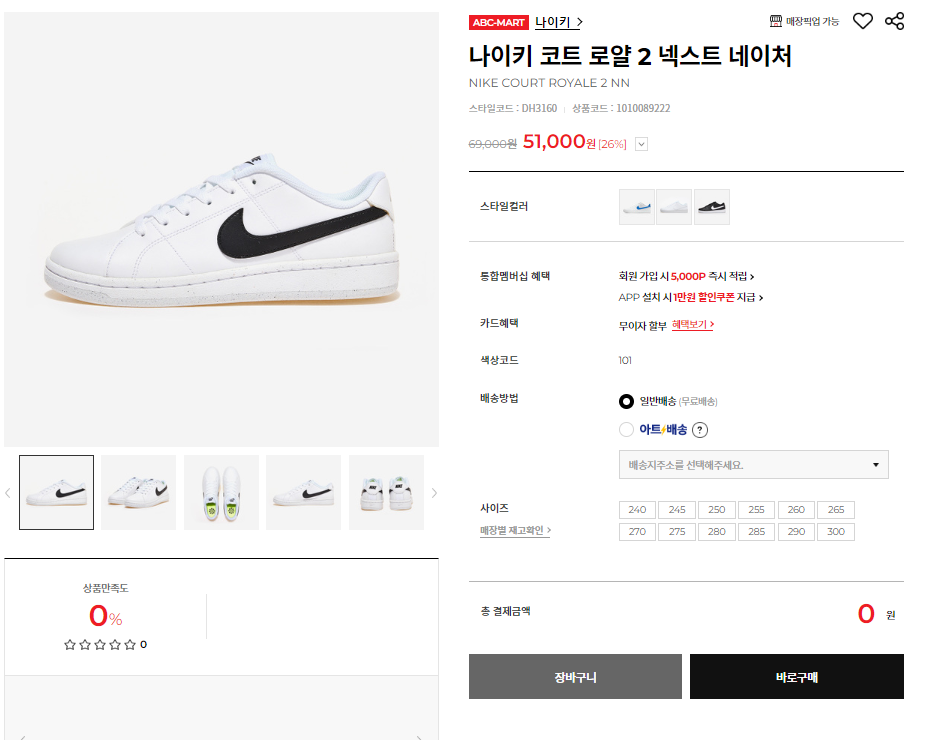 ABC-MART 나이키 >
매장픽업 가능
나이키 코트 로얄 2 넥스트 네이처
NIKE COURT ROYALE 2 NN
스타일코드 : DH3160 | 상품코드 : 1010089222
69,000원 51,000원 [26%]
스타일컬러
통합멤버십 혜택
회원 가입 시 5,000P 즉시 적립 >
APP 설치 시 1만원 할인쿠폰 지급 >
카드혜택
무이자 할부 혜택보기 >
색상코드
101
배송방법
일반배송 (무료배송)
아트배송 ?
배송지주소를 선택해주세요.
사이즈
매장별 재고확인 >
240 245 250 255 260 265
270 275 280 285 290 300
총 결제금액
0 원
장바구니
바로구매
상품만족도
0%
0